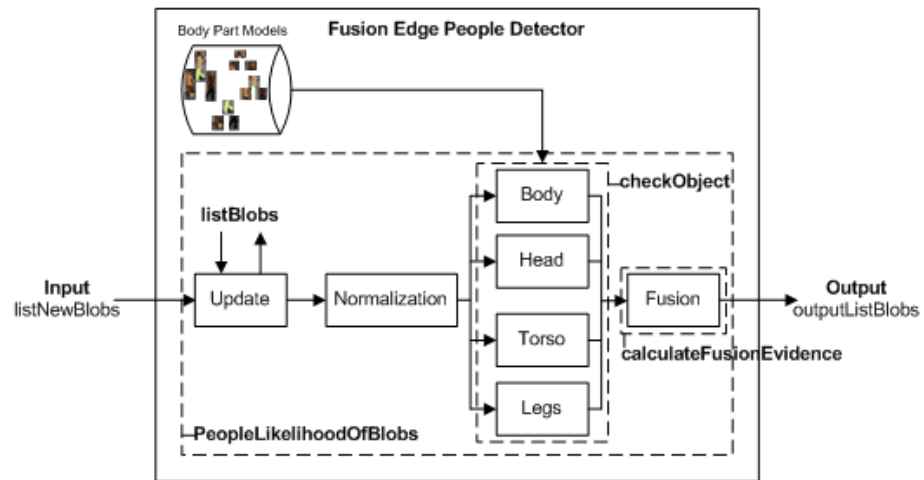 Body Part Models
Fusion Edge People Detector
checkObject
Body
listBlobs
Head
Input
listNewBlobs
Update
Normalization
Fusion
Output
outputListBlobs
Torso
calculateFusionEvidence
Legs
PeopleLikelihoodOfBlobs